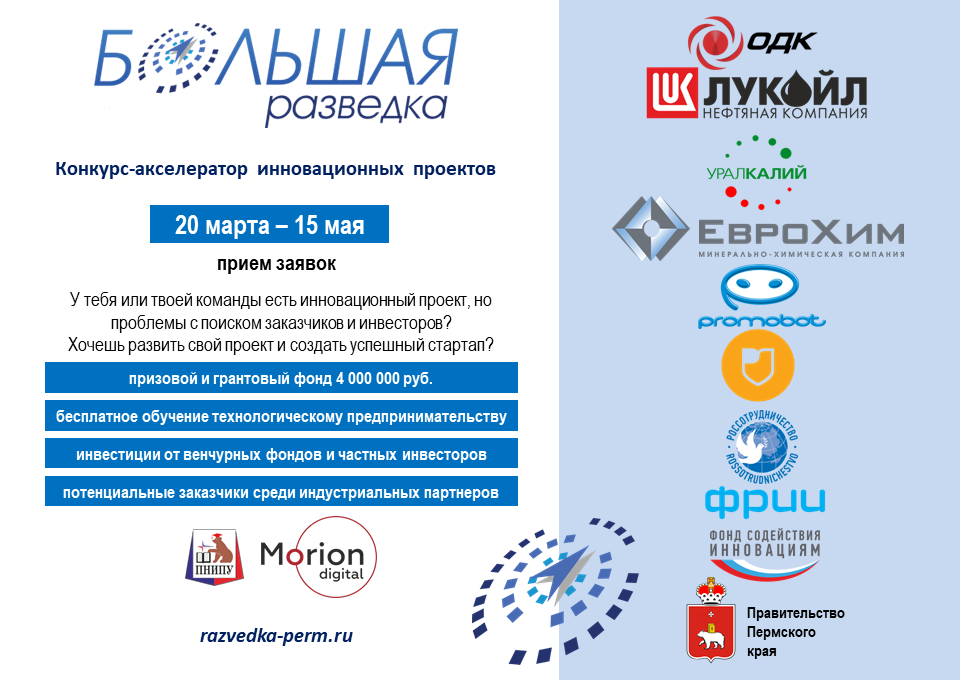 БОЛЬШАЯ
разведка
Конкурс-акселератор инновационных проектов
20 марта – 15 мая
прием заявок
У тебя или твоей команды есть инновационный проект, но
проблемы с поиском заказчиков и инвесторов?
Хочешь развить свой проект и создать успешный стартап?
призовой и грантовый фонд 4 000 000 руб.
бесплатное обучение технологическому предпринимательству
инвестиции от венчурных фондов и частных инвесторов
потенциальные заказчики среди индустриальных партнеров
ПНИПУ
Morion
digital
razvedka-perm.ru
ОДК
LUK
ЛУКОЙЛ
НЕФТЯНАЯ КОМПАНИЯ
УРАЛКАЛИЙ
ЕВРОХИМ
МИНЕРАЛЬНО-ХИМИЧЕСКАЯ КОМПАНИЯ
promobot
РОССОТРУДНИЧЕСТВО
ROSSOTRUDNICHESTVO
ФРИИ
ФОНД СОДЕЙСТВИЯ
ИННОВАЦИЯМ
Правительство
Пермского
края